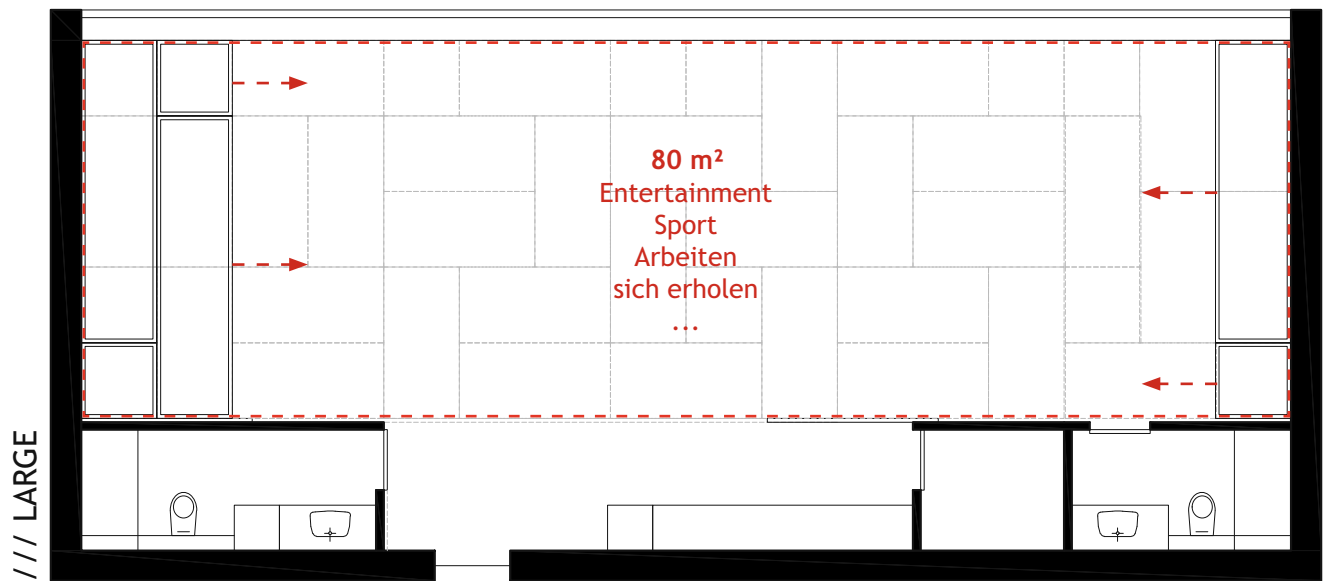 80 m²
Entertainment
Sport
Arbeiten
sich erholen
...
/// LARGE